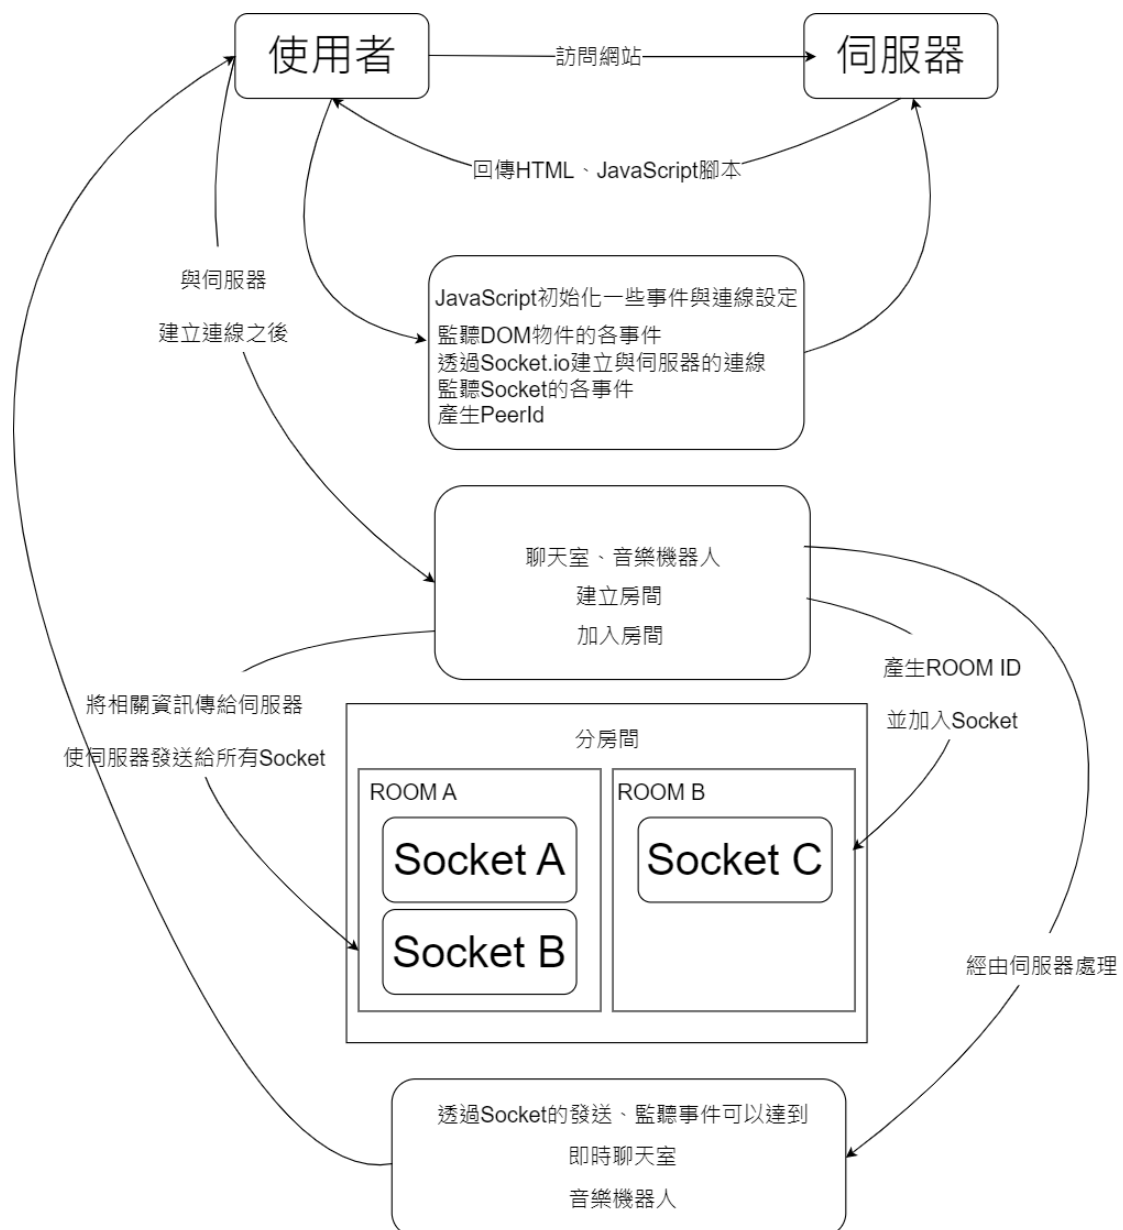 使用者
訪問網站
伺服器
回傳HTML、JavaScript腳本
與伺服器
建立連線之後
JavaScript初始化一些事件與連線設定
監聽DOM物件的各事件
透過Socket.io建立與伺服器的連線
監聽Socket的各事件
產生PeerId
聊天室、音樂機器人
建立房間
加入房間
將相關資訊傳給伺服器
使伺服器發送給所有Socket
產生ROOM ID
並加入Socket
分房間
ROOM A
Socket A
Socket B
ROOM B
Socket C
經由伺服器處理
透過Socket的發送、監聽事件可以達到
即時聊天室
音樂機器人